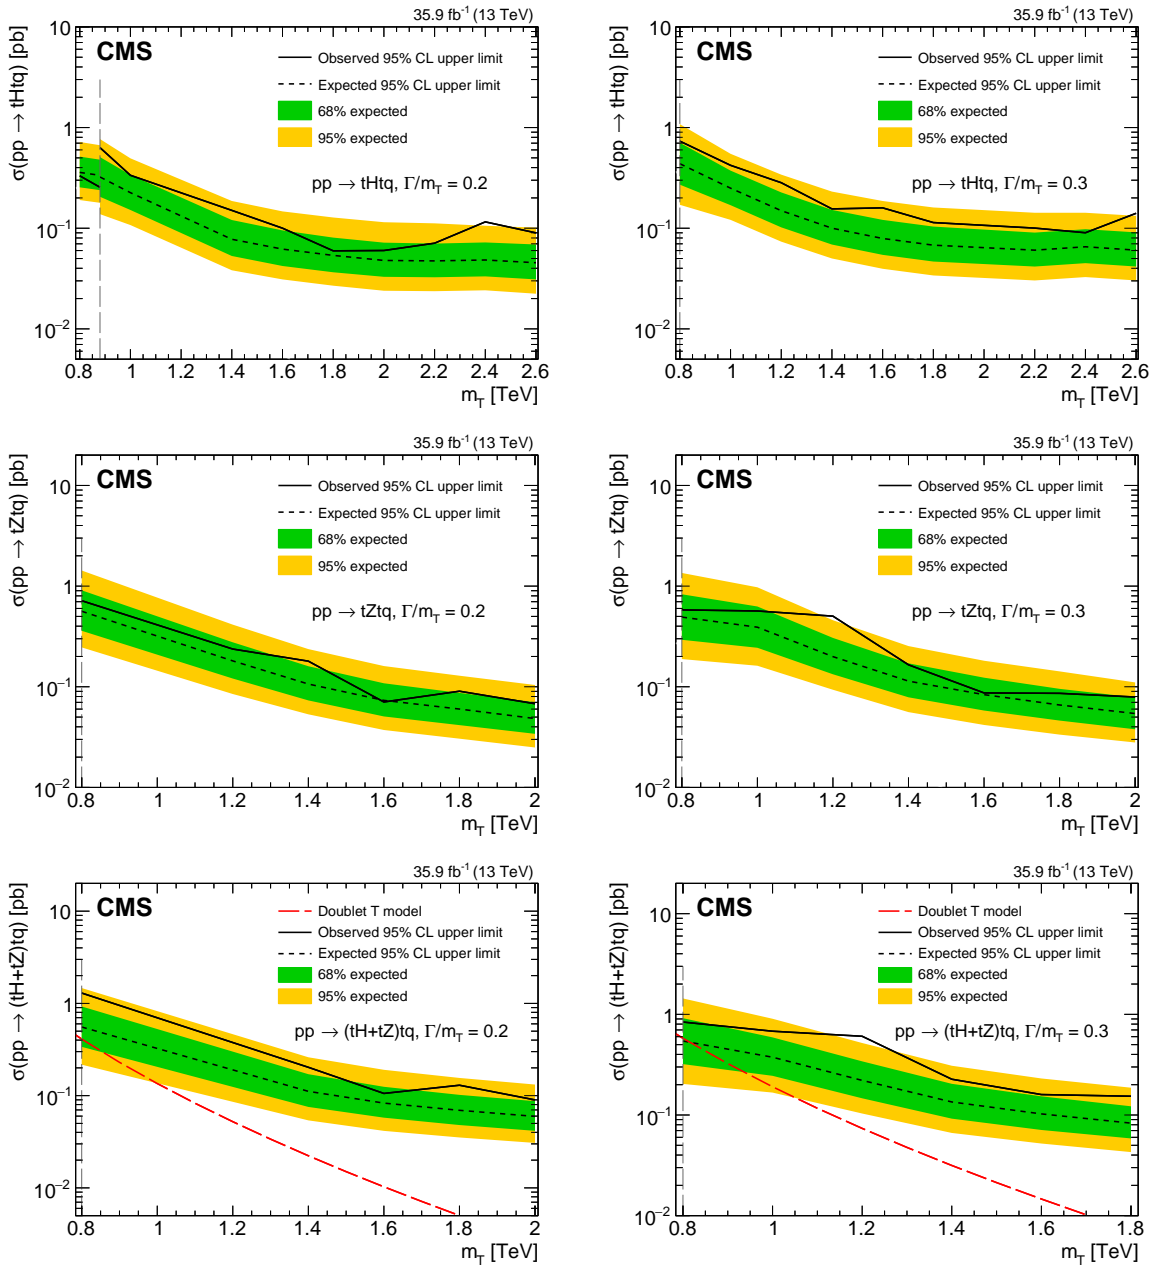 35.9 fb⁻¹ (13 TeV)
σ(pp → tHtq) [pb]
CMS
Observed 95% CL upper limit
Expected 95% CL upper limit
68% expected
95% expected
pp → tHtq, Γ/m_T = 0.2
10
1
10⁻¹
10⁻²
0.8 1 1.2 1.4 1.6 1.8 2 2.2 2.4 2.6
m_T [TeV]
35.9 fb⁻¹ (13 TeV)
σ(pp → tHtq) [pb]
CMS
Observed 95% CL upper limit
Expected 95% CL upper limit
68% expected
95% expected
pp → tHtq, Γ/m_T = 0.3
10
1
10⁻¹
10⁻²
0.8 1 1.2 1.4 1.6 1.8 2 2.2 2.4 2.6
m_T [TeV]
35.9 fb⁻¹ (13 TeV)
σ(pp → tZtq) [pb]
CMS
Observed 95% CL upper limit
Expected 95% CL upper limit
68% expected
95% expected
pp → tZtq, Γ/m_T = 0.2
10
1
10⁻¹
10⁻²
0.8 1 1.2 1.4 1.6 1.8 2
m_T [TeV]
35.9 fb⁻¹ (13 TeV)
σ(pp → tZtq) [pb]
CMS
Observed 95% CL upper limit
Expected 95% CL upper limit
68% expected
95% expected
pp → tZtq, Γ/m_T = 0.3
10
1
10⁻¹
10⁻²
0.8 1 1.2 1.4 1.6 1.8 2
m_T [TeV]
35.9 fb⁻¹ (13 TeV)
σ(pp → (tH+tZ)tq) [pb]
CMS
Doublet T model
Observed 95% CL upper limit
Expected 95% CL upper limit
68% expected
95% expected
pp → (tH+tZ)tq, Γ/m_T = 0.2
10
1
10⁻¹
10⁻²
0.8 1 1.2 1.4 1.6 1.8 2
m_T [TeV]
35.9 fb⁻¹ (13 TeV)
σ(pp → (tH+tZ)tq) [pb]
CMS
Doublet T model
Observed 95% CL upper limit
Expected 95% CL upper limit
68% expected
95% expected
pp → (tH+tZ)tq, Γ/m_T = 0.3
10
1
10⁻¹
10⁻²
0.8 1 1.2 1.4 1.6 1.8
m_T [TeV]